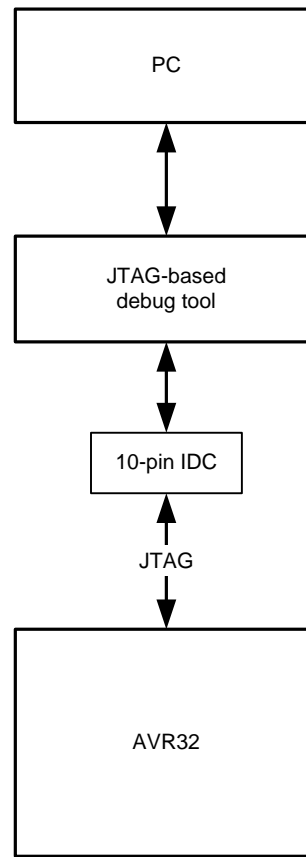 PC
JTAG-based
debug tool
10-pin IDC
JTAG
AVR32